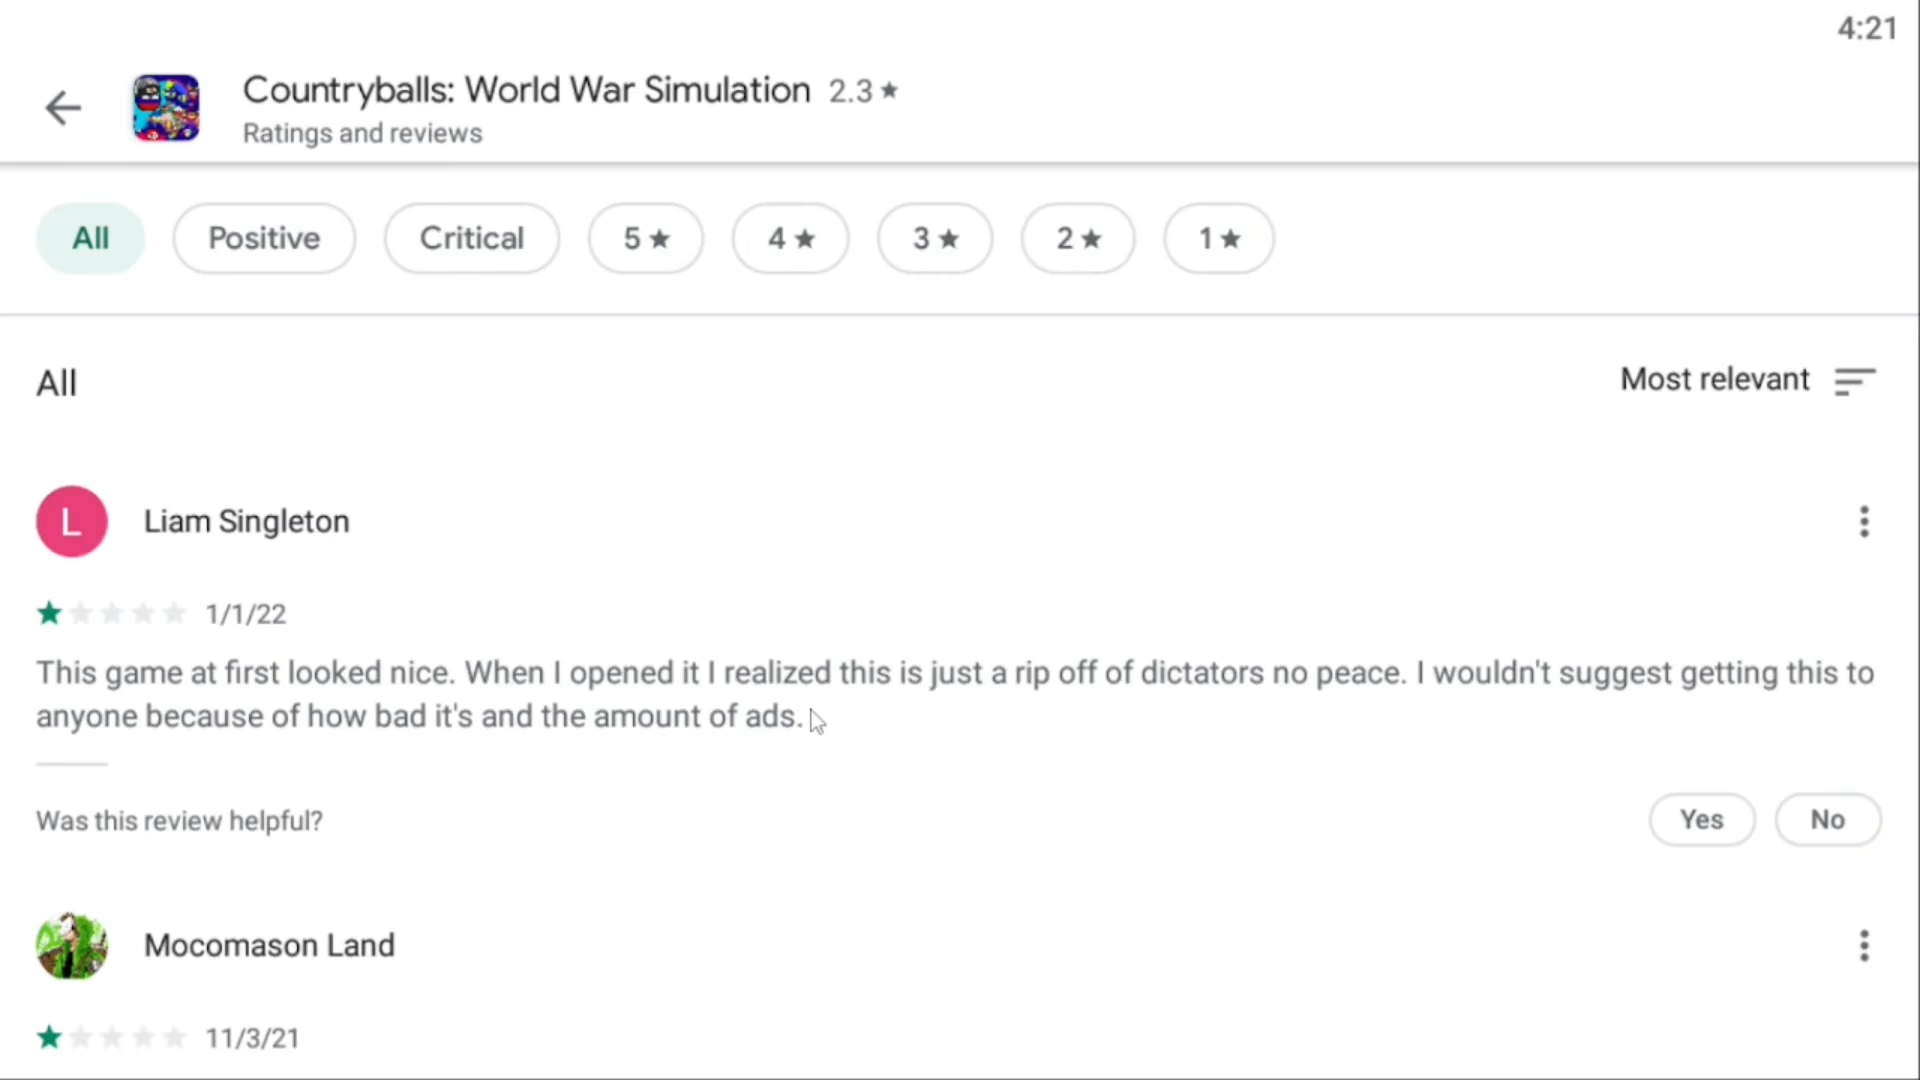 4:21
Countryballs: World War Simulation 2.3 ★
Ratings and reviews
All Positive Critical 5 ★ 4 ★ 3 ★ 2 ★ 1 ★
All
Most relevant
L Liam Singleton
1/1/22
This game at first looked nice. When I opened it I realized this is just a rip off of dictators no peace. I wouldn't suggest getting this to
anyone because of how bad it's and the amount of ads.
Was this review helpful? Yes No
Mocomason Land
11/3/21